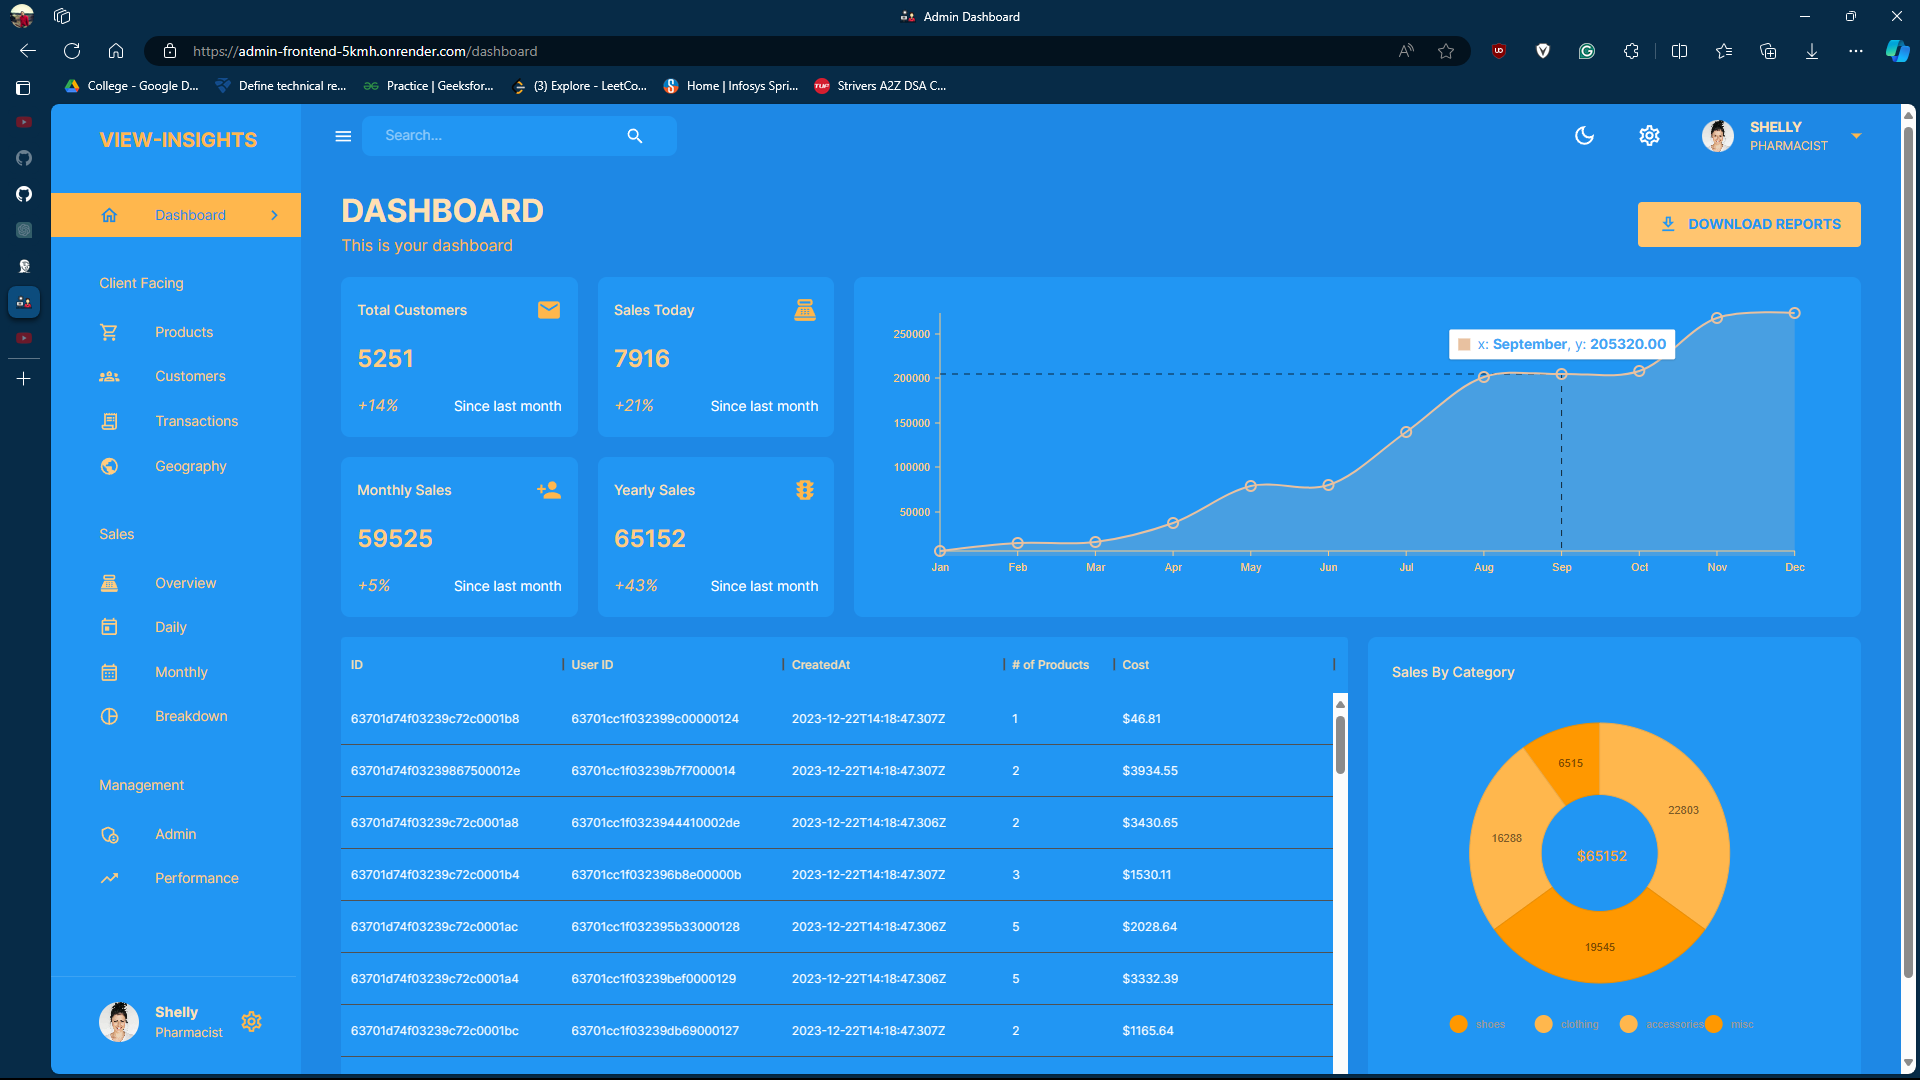 Admin Dashboard
https://admin-frontend-5kmh.onrender.com/dashboard
College - Google D...
Define technical re...
Practice | Geeksfor...
(3) Explore - LeetCo...
Home | Infosys Spri...
Strivers A2Z DSA C...
VIEW-INSIGHTS
Search...
SHELLY
PHARMACIST
Dashboard
Client Facing
Products
Customers
Transactions
Geography
Sales
Overview
Daily
Monthly
Breakdown
Management
Admin
Performance
Shelly
Pharmacist
DASHBOARD
This is your dashboard
DOWNLOAD REPORTS
Total Customers
5251
+14% Since last month
Sales Today
7916
+21% Since last month
Monthly Sales
59525
+5% Since last month
Yearly Sales
65152
+43% Since last month
250000
200000
150000
100000
50000
x: September, y: 205320.00
Jan Feb Mar Apr May Jun Jul Aug Sep Oct Nov Dec
ID User ID CreatedAt # of Products Cost
63701d74f03239c72c0001b8 63701cc1f032399c00000124 2023-12-22T14:18:47.307Z 1 $46.81
63701d74f03239867500012e 63701cc1f03239b7f7000014 2023-12-22T14:18:47.307Z 2 $3934.55
63701d74f03239c72c0001a8 63701cc1f0323944410002de 2023-12-22T14:18:47.306Z 2 $3430.65
63701d74f03239c72c0001b4 63701cc1f032396b8e00000b 2023-12-22T14:18:47.307Z 3 $1530.11
63701d74f03239c72c0001ac 63701cc1f032395b33000128 2023-12-22T14:18:47.306Z 5 $2028.64
63701d74f03239c72c0001a4 63701cc1f03239bef0000129 2023-12-22T14:18:47.306Z 5 $3332.39
63701d74f03239c72c0001bc 63701cc1f03239db69000127 2023-12-22T14:18:47.307Z 2 $1165.64
Sales By Category
6515
22803
16288
$65152
19545
shoes clothing accessories misc